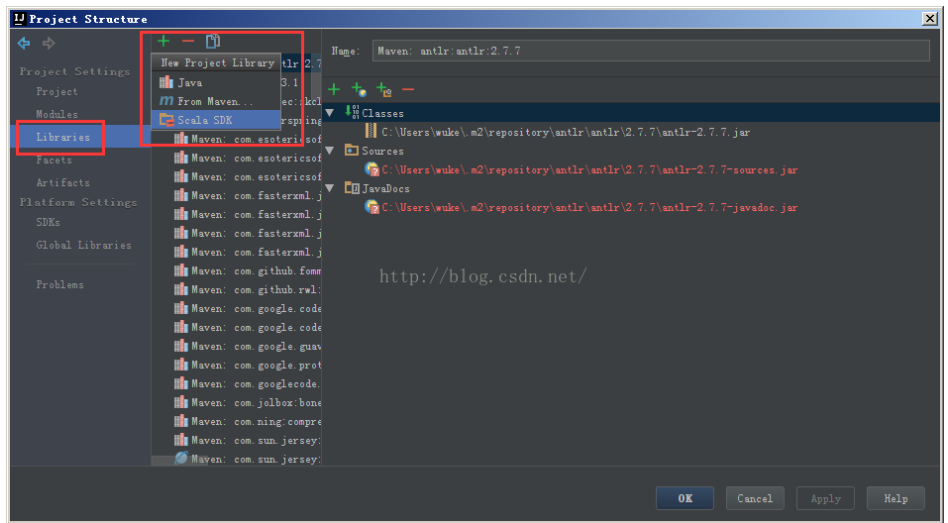 Project Structure
Project Settings
Project
Modules
Libraries
Facets
Artifacts
Platform Settings
SDKs
Global Libraries
Problems
New Project Library
Java
From Maven...
Scala SDK
Maven: com.esotericsof
Maven: com.esotericsof
Maven: com.esotericsof
Maven: com.fasterxml.j
Maven: com.fasterxml.j
Maven: com.fasterxml.j
Maven: com.fasterxml.j
Maven: com.github.fomm
Maven: com.github.rwl:
Maven: com.google.code
Maven: com.google.code
Maven: com.google.guav
Maven: com.google.prot
Maven: com.googlecode.
Maven: com.jolbox:bone
Maven: com.ning:compre
Maven: com.sun.jersey:
Maven: com.sun.jersey:
Name: Maven: antlr:antlr:2.7.7
Classes
C:\Users\wuke\.m2\repository\antlr\antlr\2.7.7\antlr-2.7.7.jar
Sources
C:\Users\wuke\.m2\repository\antlr\antlr\2.7.7\antlr-2.7.7-sources.jar
JavaDocs
C:\Users\wuke\.m2\repository\antlr\antlr\2.7.7\antlr-2.7.7-javadoc.jar
http://blog.csdn.net/
OK Cancel Apply Help